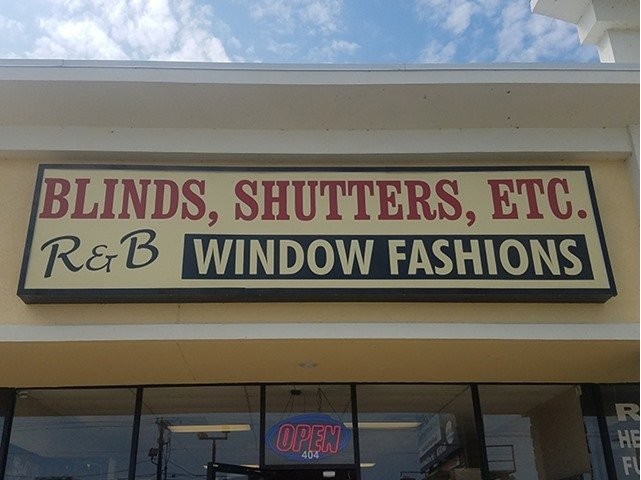 BLINDS, SHUTTERS, ETC.
R&B WINDOW FASHIONS
OPEN
404